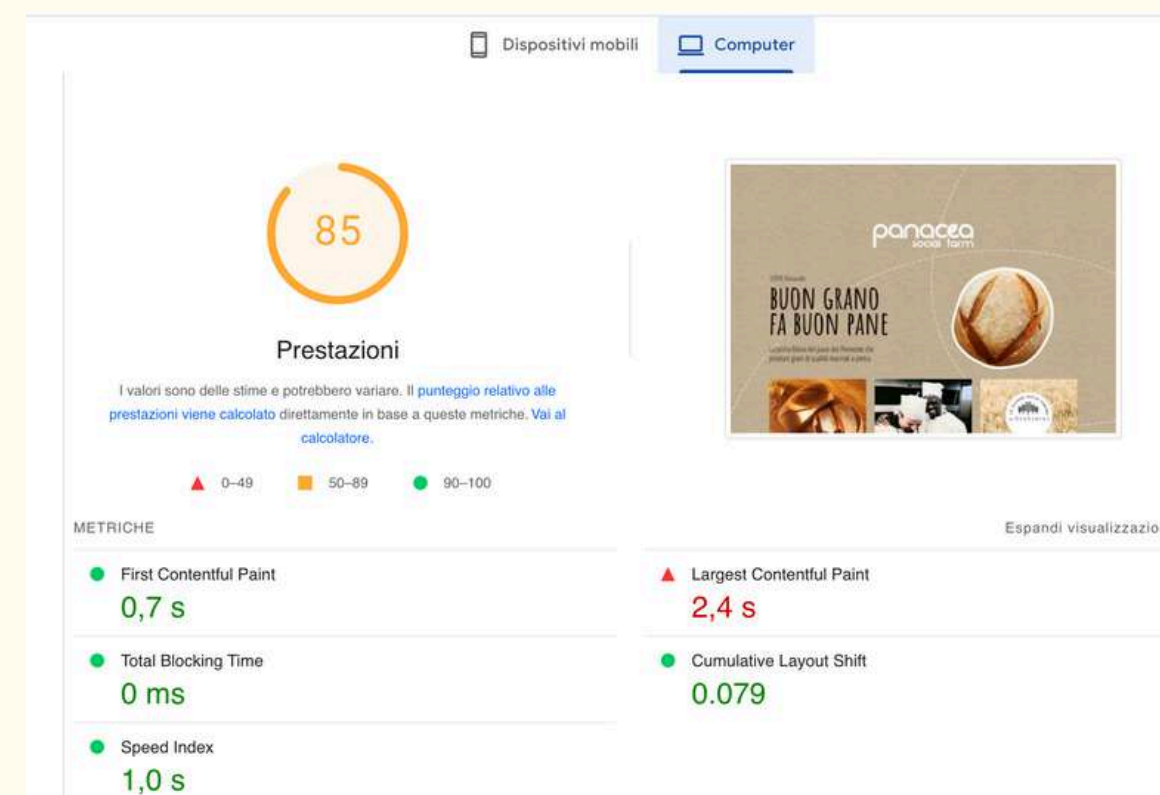 Dispositivi mobili
Computer
85
Prestazioni
I valori sono delle stime e potrebbero variare. Il punteggio relativo alle
prestazioni viene calcolato direttamente in base a queste metriche. Vai al
calcolatore.
0–49
50–89
90–100
panacea
social farm
BUON GRANO
FA BUON PANE
METRICHE
Espandi visualizzazio
First Contentful Paint
0,7 s
Largest Contentful Paint
2,4 s
Total Blocking Time
0 ms
Cumulative Layout Shift
0.079
Speed Index
1,0 s